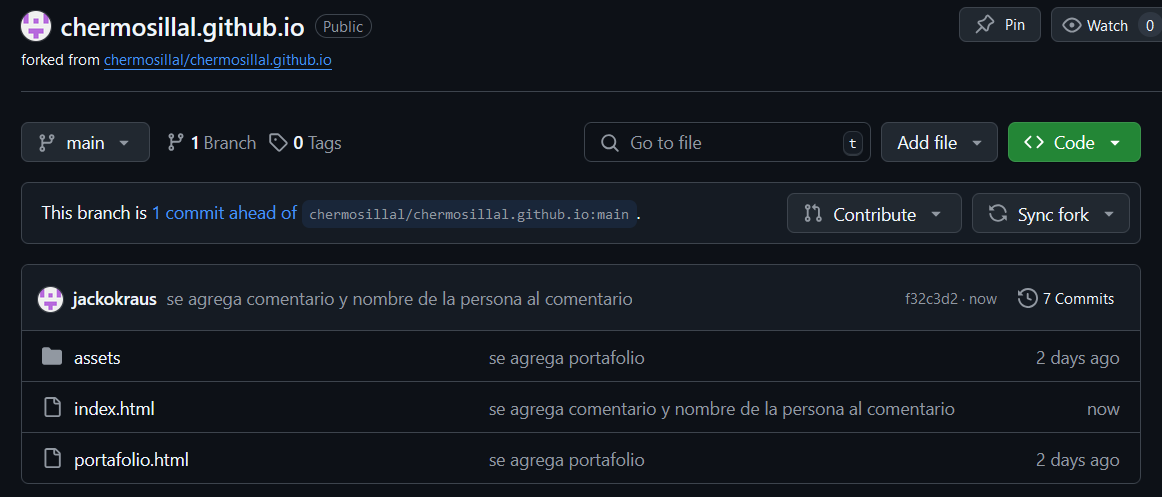 chermosillal.github.io Public Pin Watch 0
forked from chermosillal/chermosillal.github.io
main 1 Branch 0 Tags Go to file t Add file Code
This branch is 1 commit ahead of chermosillal/chermosillal.github.io:main . Contribute Sync fork
jackokraus se agrega comentario y nombre de la persona al comentario f32c3d2 · now 7 Commits
assets se agrega portafolio 2 days ago
index.html se agrega comentario y nombre de la persona al comentario now
portafolio.html se agrega portafolio 2 days ago